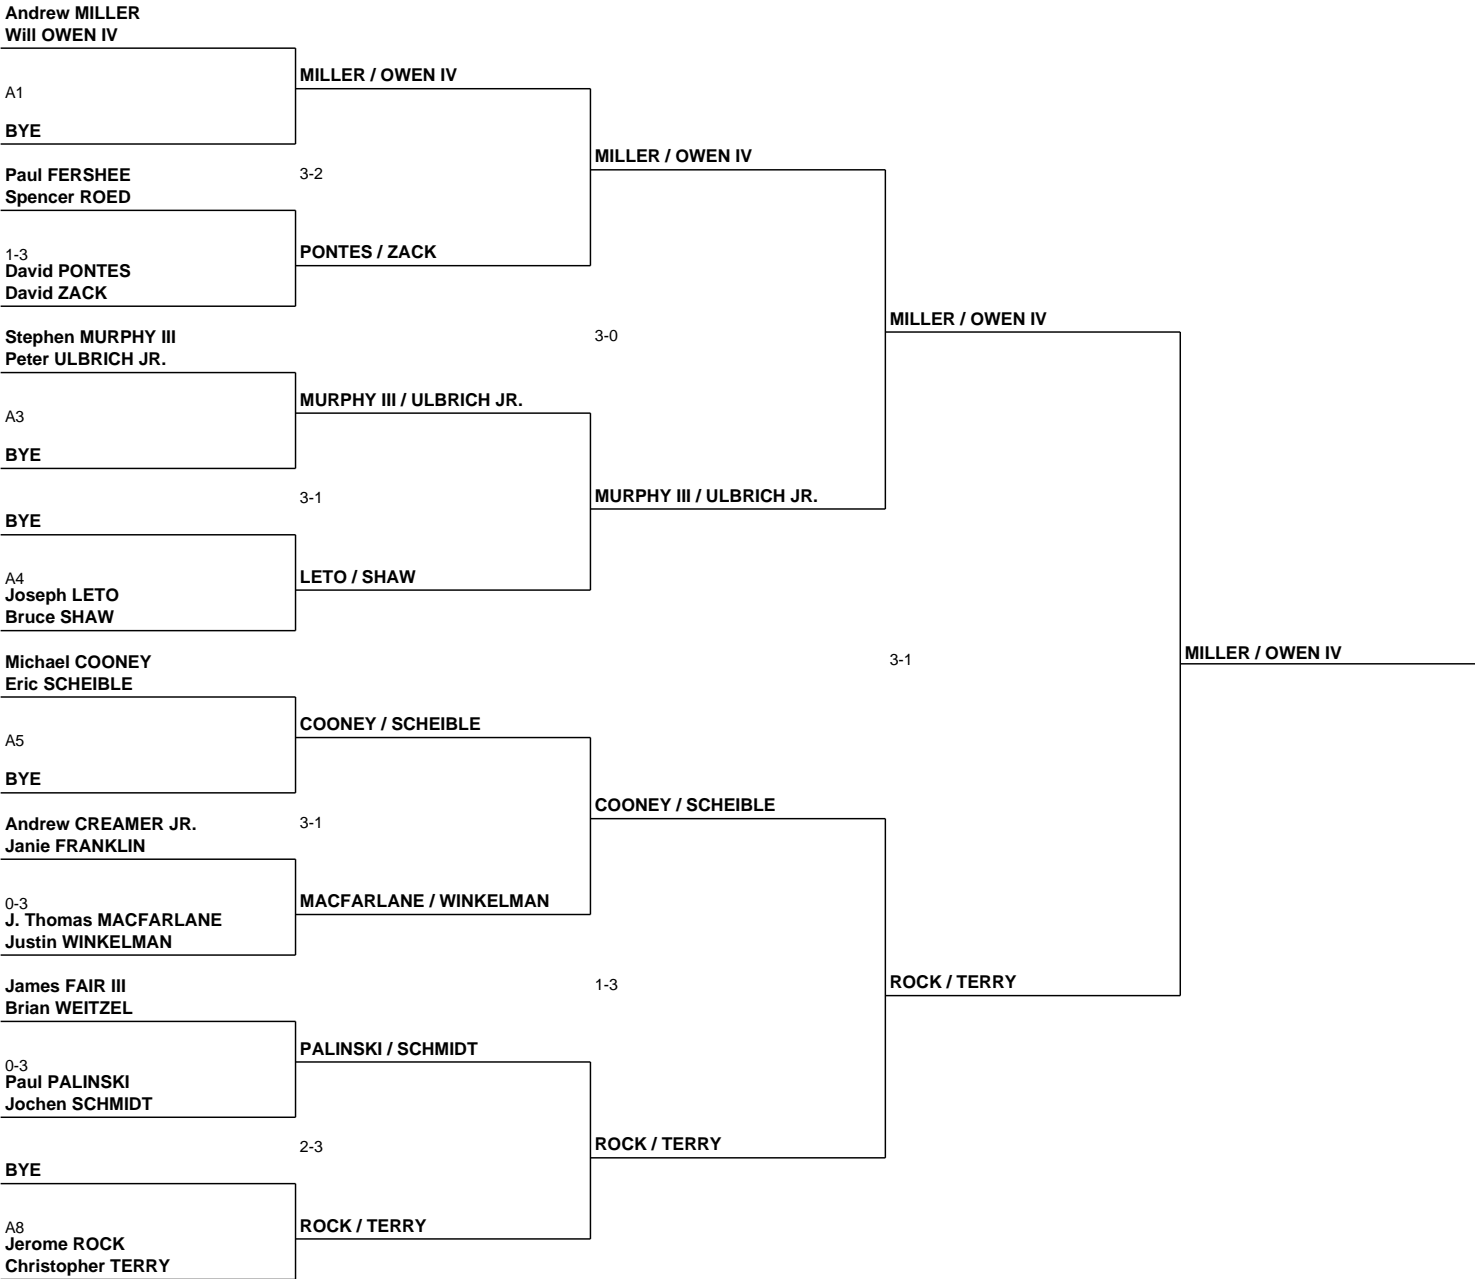 Andrew MILLER
Will OWEN IV
MILLER / OWEN IV
A1
BYE
MILLER / OWEN IV
Paul FERSHEE
3-2
Spencer ROED
1-3
PONTES / ZACK
David PONTES
David ZACK
MILLER / OWEN IV
Stephen MURPHY III
3-0
Peter ULBRICH JR.
MURPHY III / ULBRICH JR.
A3
BYE
3-1
MURPHY III / ULBRICH JR.
BYE
A4
LETO / SHAW
Joseph LETO
Bruce SHAW
Michael COONEY
3-1
MILLER / OWEN IV
Eric SCHEIBLE
COONEY / SCHEIBLE
A5
BYE
COONEY / SCHEIBLE
Andrew CREAMER JR.
3-1
Janie FRANKLIN
0-3
MACFARLANE / WINKELMAN
J. Thomas MACFARLANE
Justin WINKELMAN
James FAIR III
1-3
ROCK / TERRY
Brian WEITZEL
PALINSKI / SCHMIDT
0-3
Paul PALINSKI
Jochen SCHMIDT
2-3
ROCK / TERRY
BYE
A8
ROCK / TERRY
Jerome ROCK
Christopher TERRY